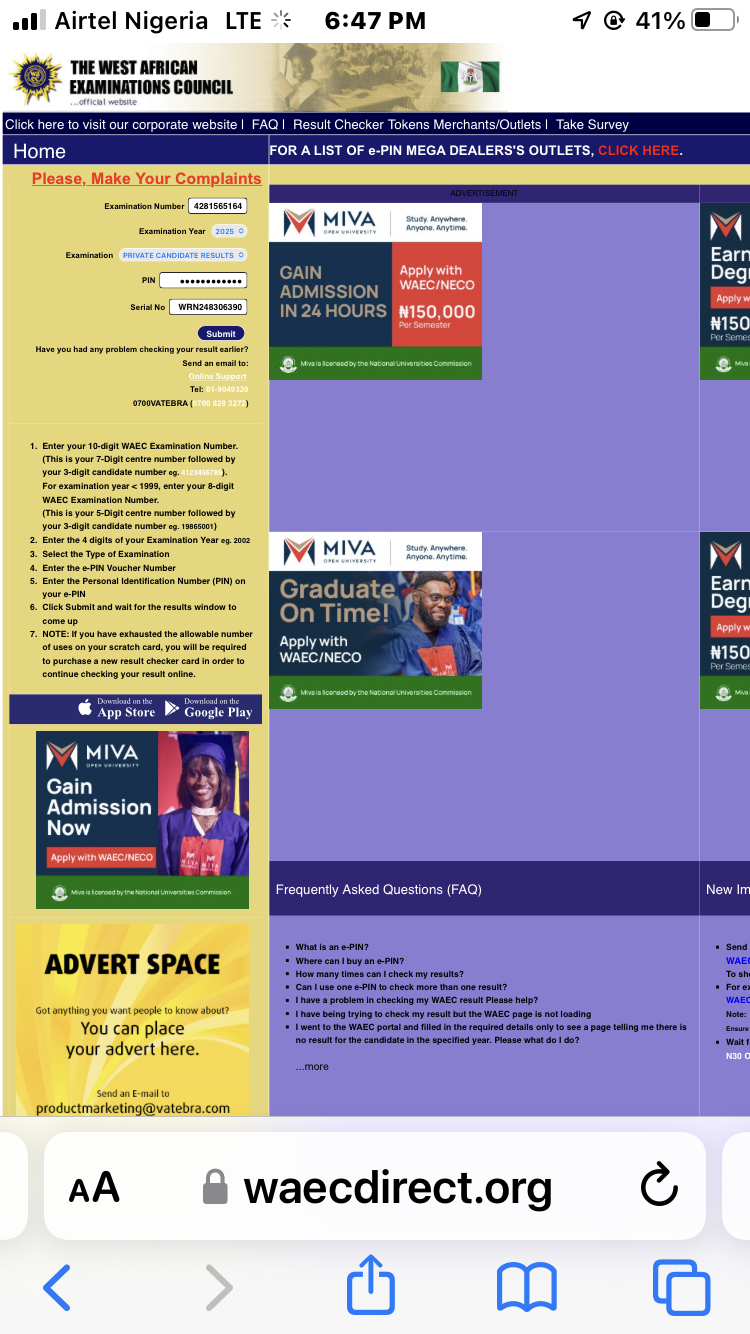 Airtel Nigeria LTE 6:47 PM 41%
THE WEST AFRICAN
EXAMINATIONS COUNCIL
...official website
Click here to visit our corporate website | FAQ | Result Checker Tokens Merchants/Outlets | Take Survey
Home
FOR A LIST OF e-PIN MEGA DEALERS'S OUTLETS, CLICK HERE.
Please, Make Your Complaints
Examination Number 4281565164
Examination Year 2025
Examination PRIVATE CANDIDATE RESULTS
PIN ••••••••••••
Serial No WRN248306390
Submit
Have you had any problem checking your result earlier?
Send an email to:
Online Support
Tel: 01-9049320
0700VATEBRA (0700 828 3272)
1. Enter your 10-digit WAEC Examination Number.
(This is your 7-Digit centre number followed by
your 3-digit candidate number eg. 4123456789).
For examination year < 1999, enter your 8-digit
WAEC Examination Number.
(This is your 5-Digit centre number followed by
your 3-digit candidate number eg. 19865001)
2. Enter the 4 digits of your Examination Year eg. 2002
3. Select the Type of Examination
4. Enter the e-PIN Voucher Number
5. Enter the Personal Identification Number (PIN) on
your e-PIN
6. Click Submit and wait for the results window to
come up
7. NOTE: If you have exhausted the allowable number
of uses on your scratch card, you will be required
to purchase a new result checker card in order to
continue checking your result online.
Download on the
App Store
Download on the
Google Play
MIVA
OPEN UNIVERSITY
Gain
Admission
Now
Apply with WAEC/NECO
Miva is licensed by the National Universities Commission
ADVERT SPACE
Got anything you want people to know about?
You can place
your advert here.
Send an E-mail to
productmarketing@vatebra.com
ADVERTISEMENT
MIVA
OPEN UNIVERSITY
Study. Anywhere.
Anyone. Anytime.
GAIN
ADMISSION
IN 24 HOURS
Apply with
WAEC/NECO
₦150,000
Per Semester
Miva is licensed by the National Universities Commission
Earn
Degr
Apply w
₦150
Per Semes
MIVA
OPEN UNIVERSITY
Study. Anywhere.
Anyone. Anytime.
Graduate
On Time!
Apply with
WAEC/NECO
Miva is licensed by the National Universities Commission
Earn
Degr
Apply w
₦150
Per Semes
Frequently Asked Questions (FAQ)
What is an e-PIN?
Where can I buy an e-PIN?
How many times can I check my results?
Can I use one e-PIN to check more than one result?
I have a problem in checking my WAEC result Please help?
I have being trying to check my result but the WAEC page is not loading
I went to the WAEC portal and filled in the required details only to see a page telling me there is
no result for the candidate in the specified year. Please what do I do?
...more
New Im
Send
WAEC
To sh
For ex
WAEC
Note:
Ensure
Wait f
N30 O
AA waecdirect.org